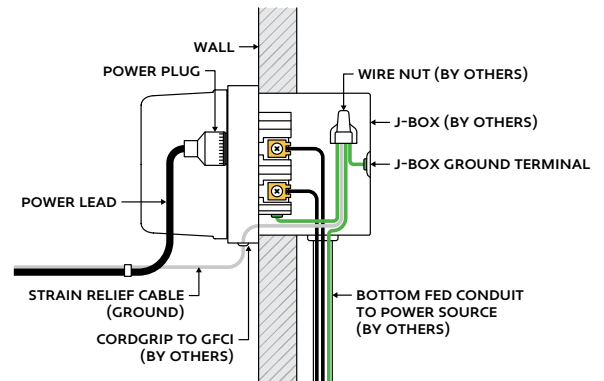 WALL
POWER PLUG
WIRE NUT (BY OTHERS)
J-BOX (BY OTHERS)
J-BOX GROUND TERMINAL
POWER LEAD
STRAIN RELIEF CABLE
(GROUND)
CORDGRIP TO GFCI
(BY OTHERS)
BOTTOM FED CONDUIT
TO POWER SOURCE
(BY OTHERS)